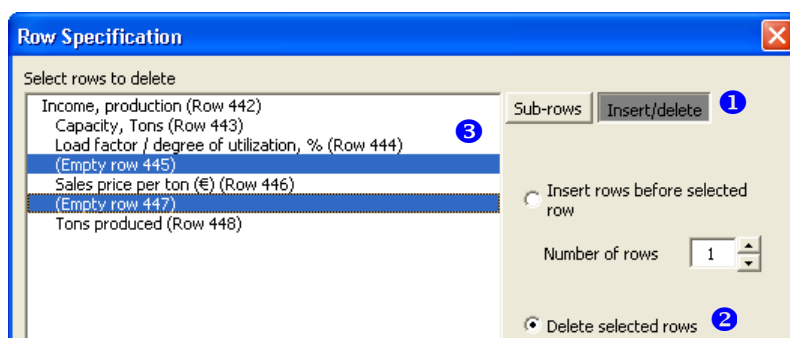 Row Specification
Select rows to delete
Income, production (Row 442)
Capacity, Tons (Row 443)
Load factor / degree of utilization, % (Row 444)
(Empty row 445)
Sales price per ton (€) (Row 446)
(Empty row 447)
Tons produced (Row 448)
3
Sub-rows Insert/delete 1
Insert rows before selected
row
Number of rows 1
Delete selected rows 2